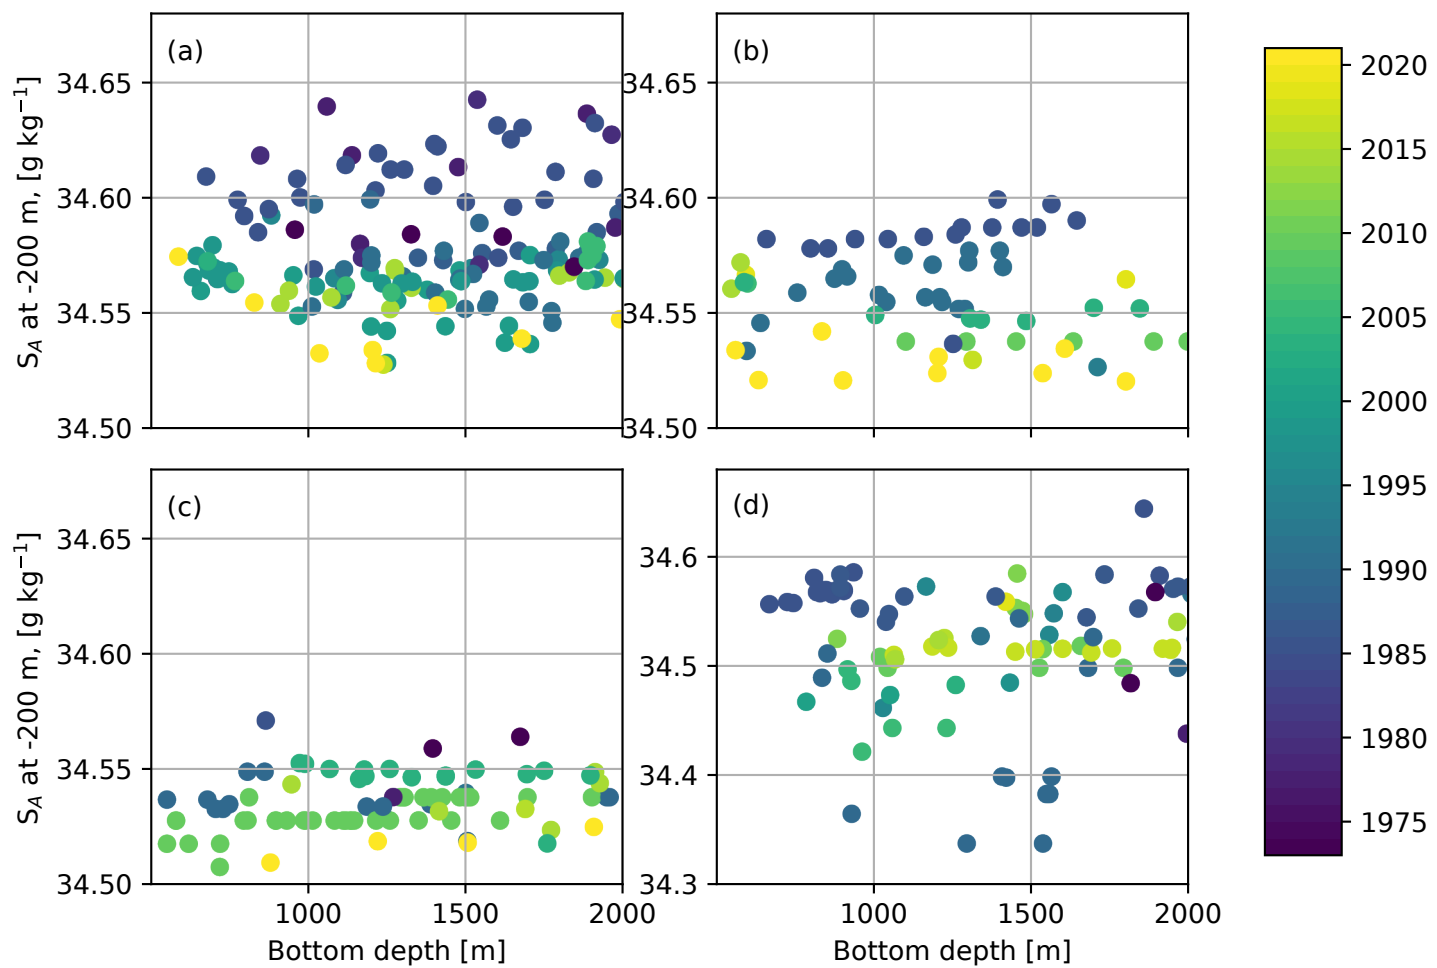 (a)
(b)
S_A at -200 m, [g kg⁻¹]
34.65
34.60
34.55
34.50
34.65
34.60
34.55
34.50
(c)
(d)
S_A at -200 m, [g kg⁻¹]
34.65
34.60
34.55
34.50
34.6
34.5
34.4
34.3
1000 1500 2000
1000 1500 2000
Bottom depth [m]
Bottom depth [m]
2020
2015
2010
2005
2000
1995
1990
1985
1980
1975